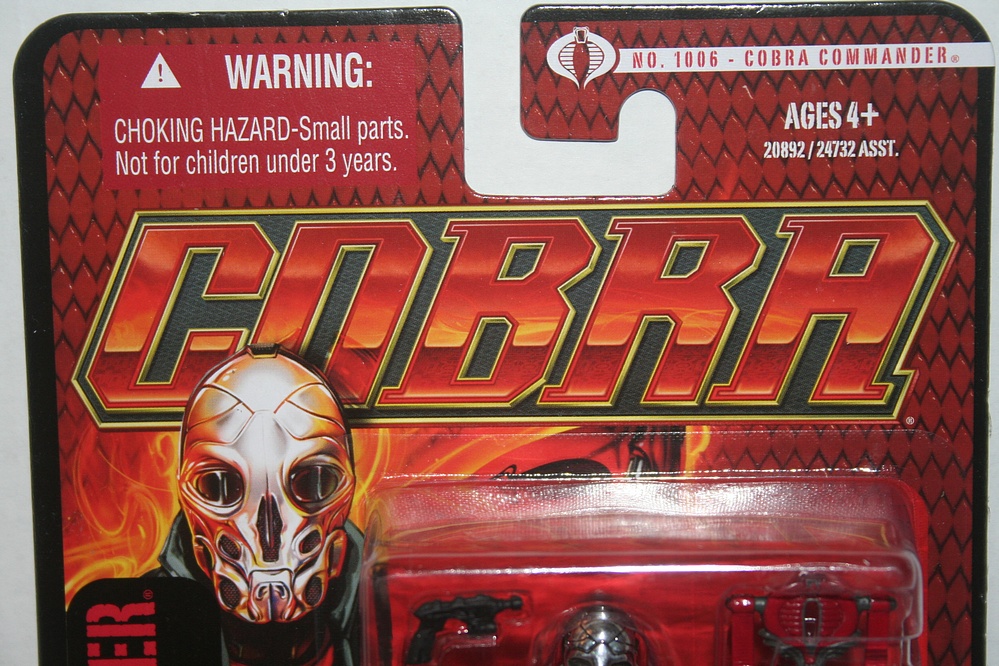 WARNING:
CHOKING HAZARD-Small parts.
Not for children under 3 years.
NO. 1006 - COBRA COMMANDER®
AGES 4+
20892 / 24732 ASST.
COBRA®